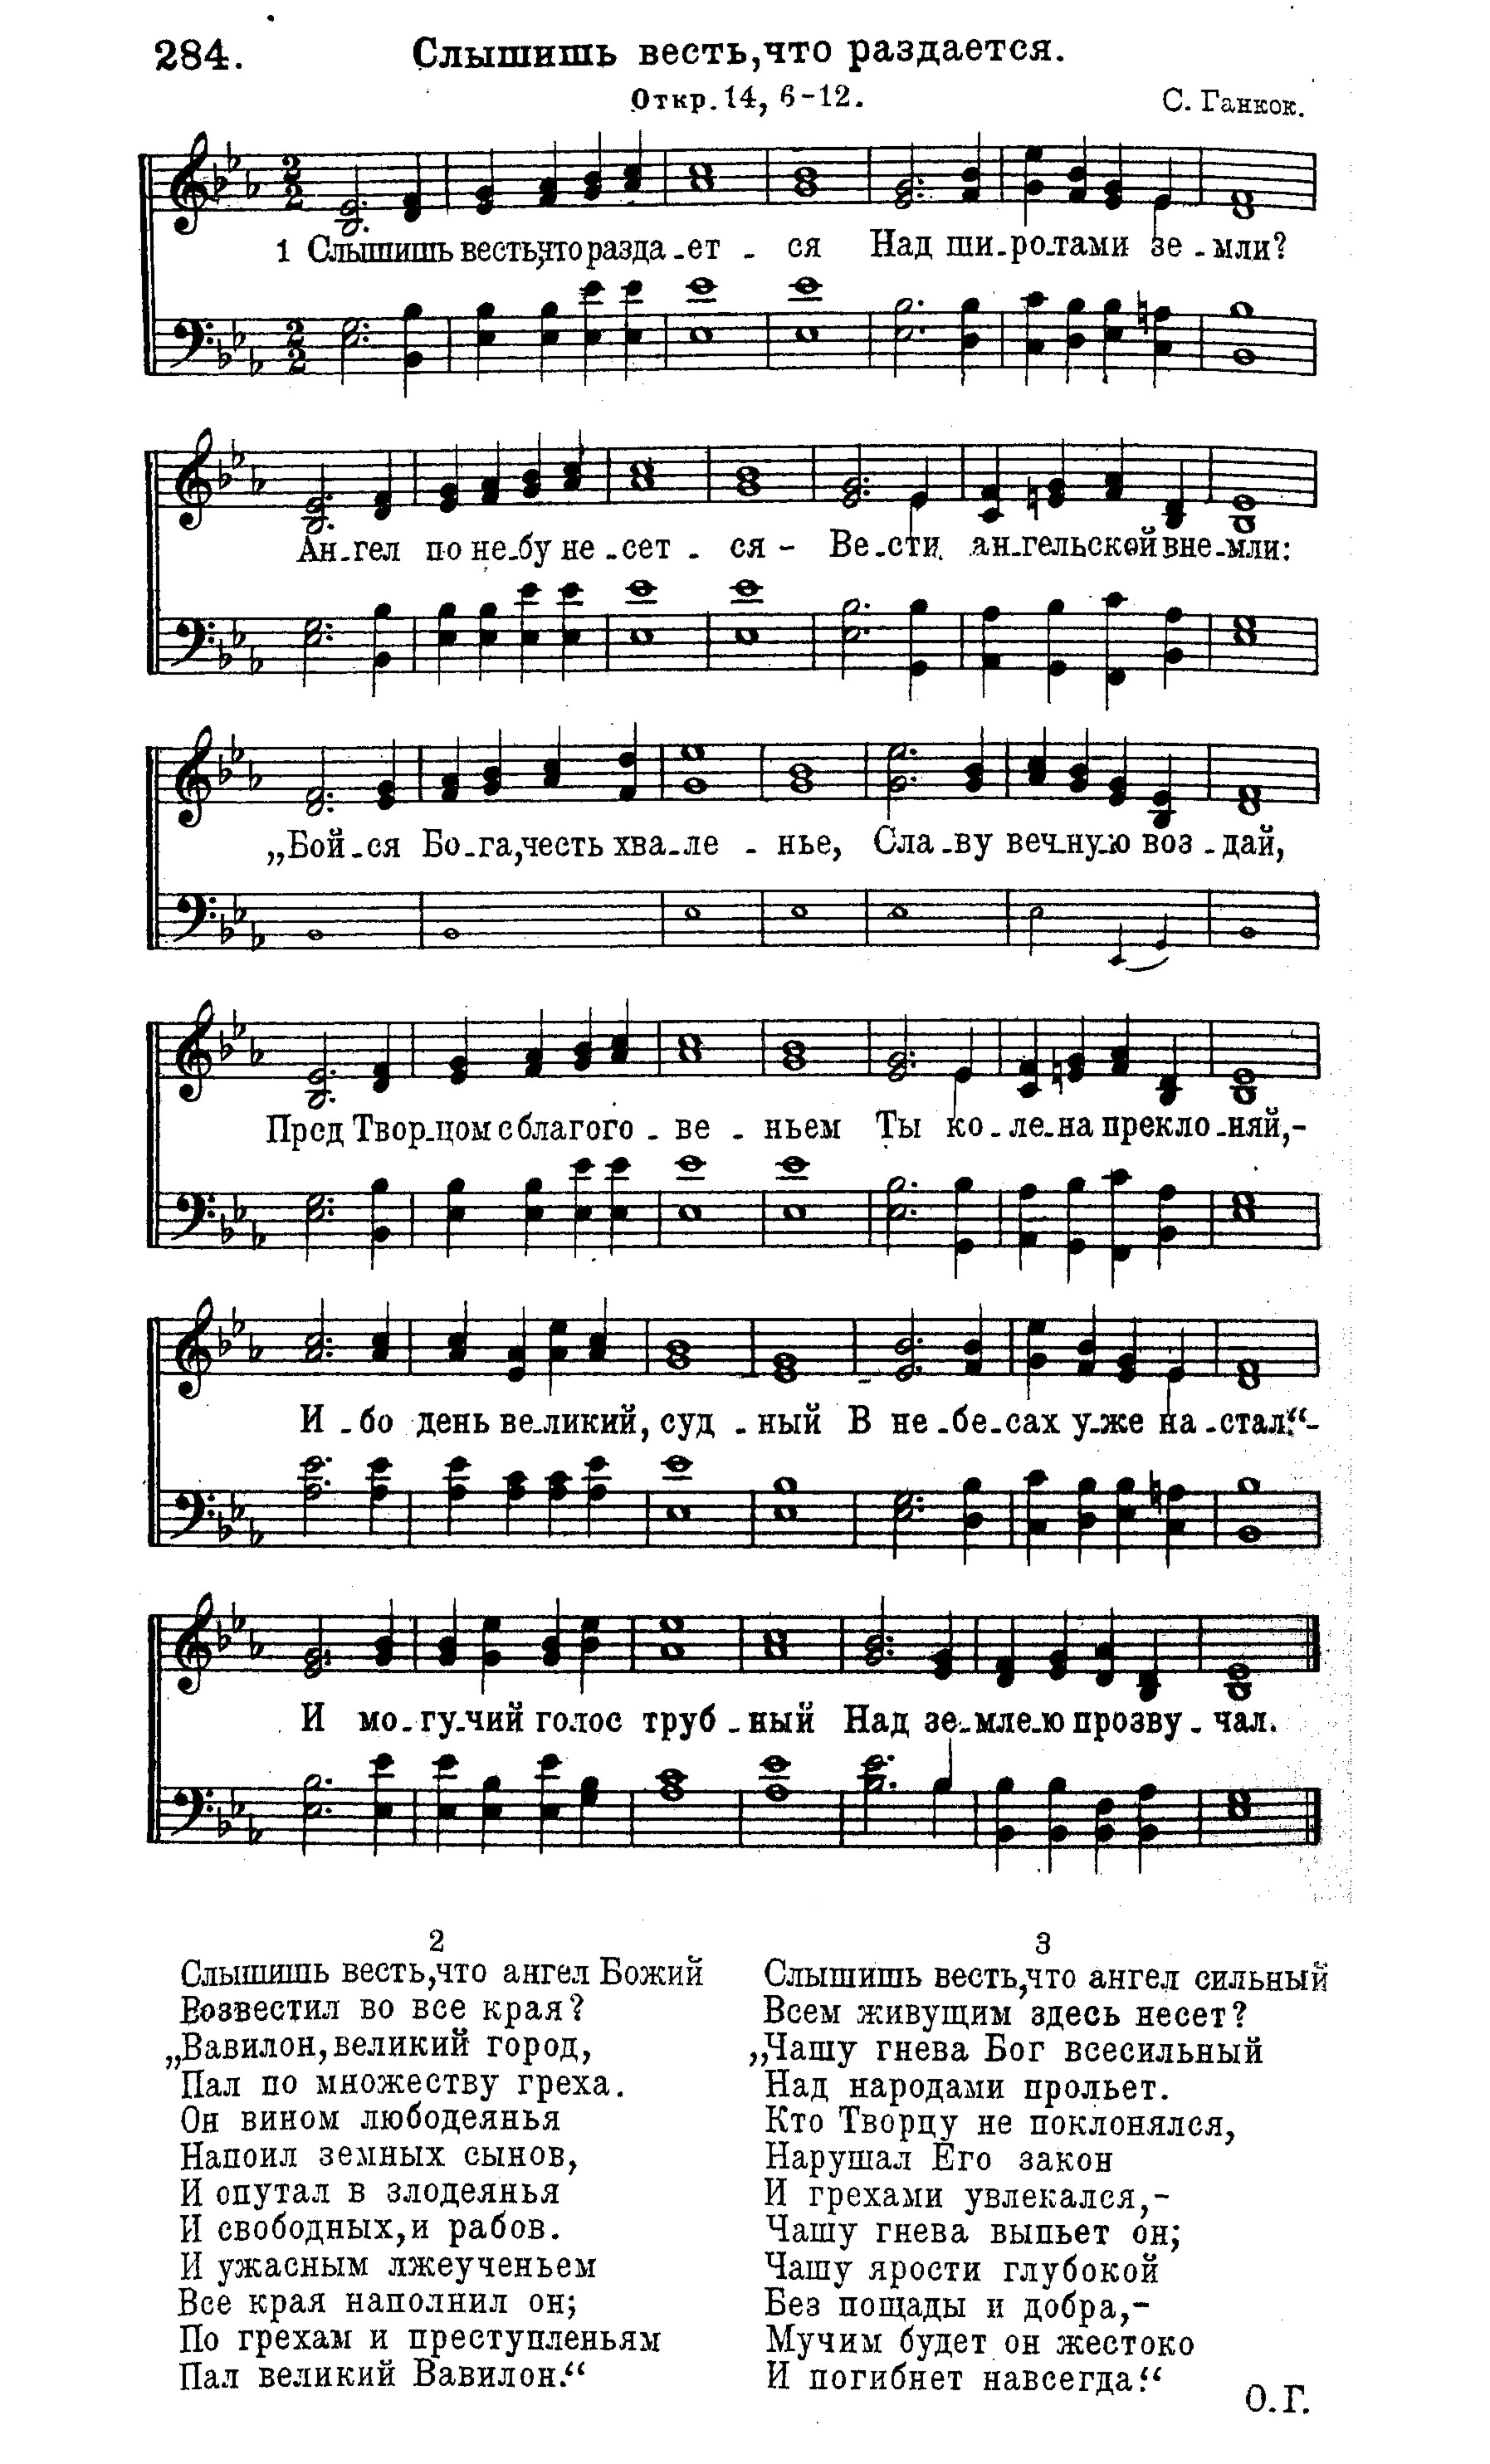 284.
Слышишь весть,что раздается.
Откр.14, 6-12.
С. Ганкок.
1 Слышишь весть,что разда-ет-ся Над ши-ро-тами зе-мли?
Ан-гел по не-бу не-сет-ся- Ве-сти ан-гельской вне-мли:
„Бой-ся Бо-га,честь хва-ле-нье, Сла-ву веч-ну-ю воз-дай,
Пред Твор-цом с благого-ве-ньем Ты ко-ле-на прекло-няй,-
И-бо день ве-ликий, суд-ный В не-бе-сах у-же на-стал.“-
И мо-гу-чий голос труб-ный Над зе-мле-ю прозву-чал.
2
Слышишь весть,что ангел Божий
Возвестил во все края?
„Вавилон,великий город,
Пал по множеству греха.
Он вином любодеянья
Напоил земных сынов,
И опутал в злодеянья
И свободных,и рабов.
И ужасным лжеученьем
Все края наполнил он;
По грехам и преступленьям
Пал великий Вавилон.“
3
Слышишь весть,что ангел сильный
Всем живущим здесь несет?
„Чашу гнева Бог всесильный
Над народами прольет.
Кто Творцу не поклонялся,
Нарушал Его закон
И грехами увлекался,-
Чашу гнева выпьет он;
Чашу ярости глубокой
Без пощады и добра,-
Мучим будет он жестоко
И погибнет навсегда.“
О.Г.